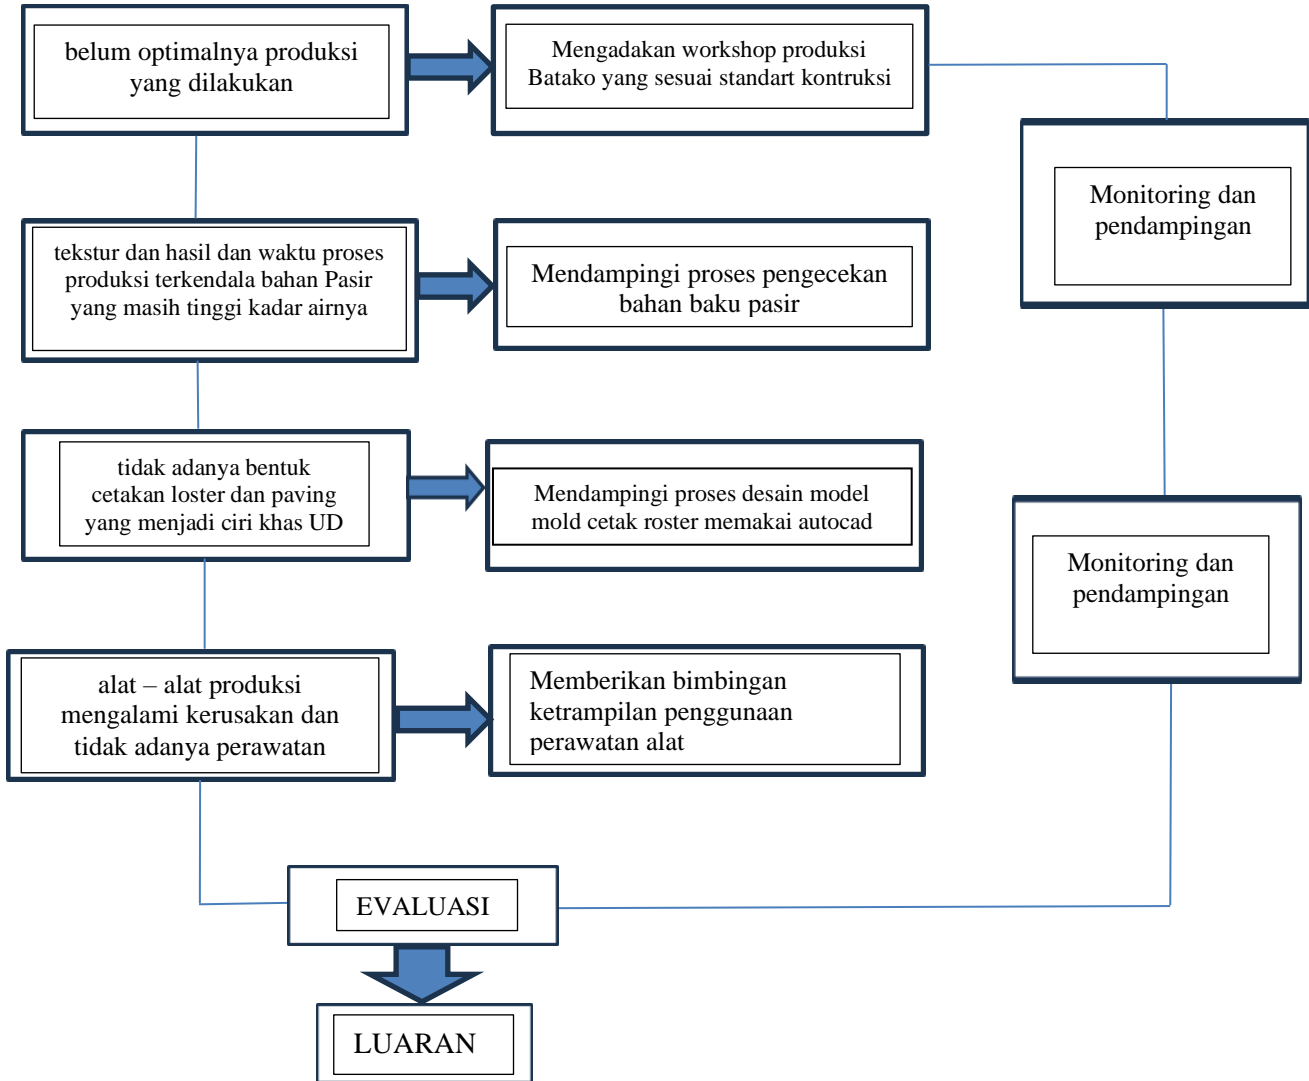 belum optimalnya produksi
yang dilakukan
Mengadakan workshop produksi
Batako yang sesuai standart kontruksi
Monitoring dan
pendampingan
tekstur dan hasil dan waktu proses
produksi terkendala bahan Pasir
yang masih tinggi kadar airnya
Mendampingi proses pengecekan
bahan baku pasir
tidak adanya bentuk
cetakan loster dan paving
yang menjadi ciri khas UD
Mendampingi proses desain model
mold cetak roster memakai autocad
Monitoring dan
pendampingan
alat – alat produksi
mengalami kerusakan dan
tidak adanya perawatan
Memberikan bimbingan
ketrampilan penggunaan
perawatan alat
EVALUASI
LUARAN